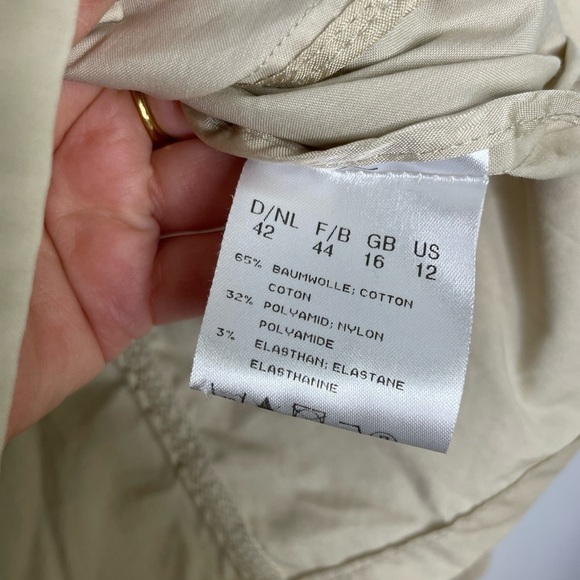 D/NL F/B GB US
42 44 16 12
65% BAUMWOLLE; COTTON
COTON
32% POLYAMID; NYLON
POLYAMIDE
3% ELASTHAN; ELASTANE
ELASTHANNE